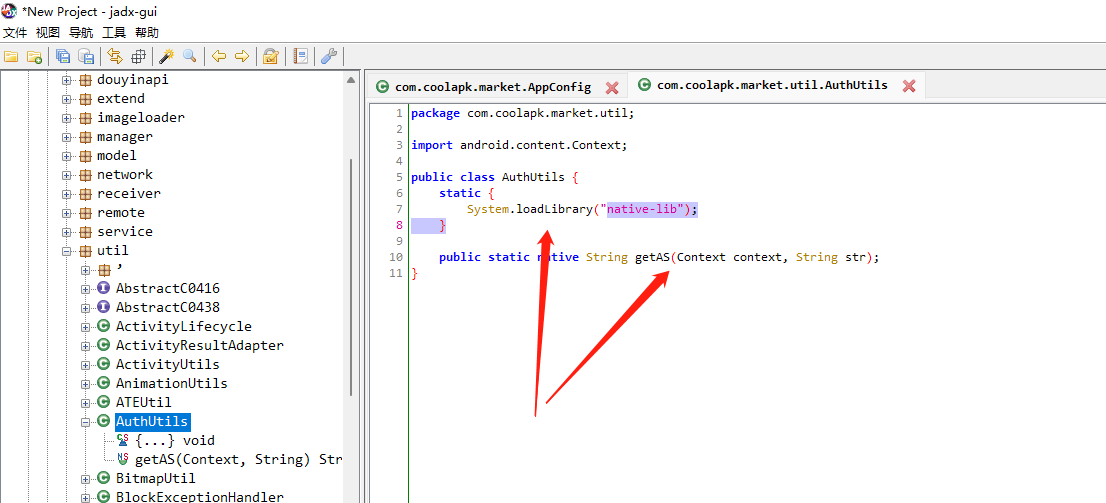 *New Project - jadx-gui
文件 视图 导航 工具 帮助
douyinapi
extend
imageloader
manager
model
network
receiver
remote
service
util
’
AbstractC0416
AbstractC0438
ActivityLifecycle
ActivityResultAdapter
ActivityUtils
AnimationUtils
ATEUtil
AuthUtils
{...} void
getAS(Context, String) Str
BitmapUtil
BlockExceptionHandler
com.coolapk.market.AppConfig com.coolapk.market.util.AuthUtils
1 package com.coolapk.market.util;
2
3 import android.content.Context;
4
5 public class AuthUtils {
6 static {
7 System.loadLibrary("native-lib");
8 }
9
10 public static native String getAS(Context context, String str);
11 }